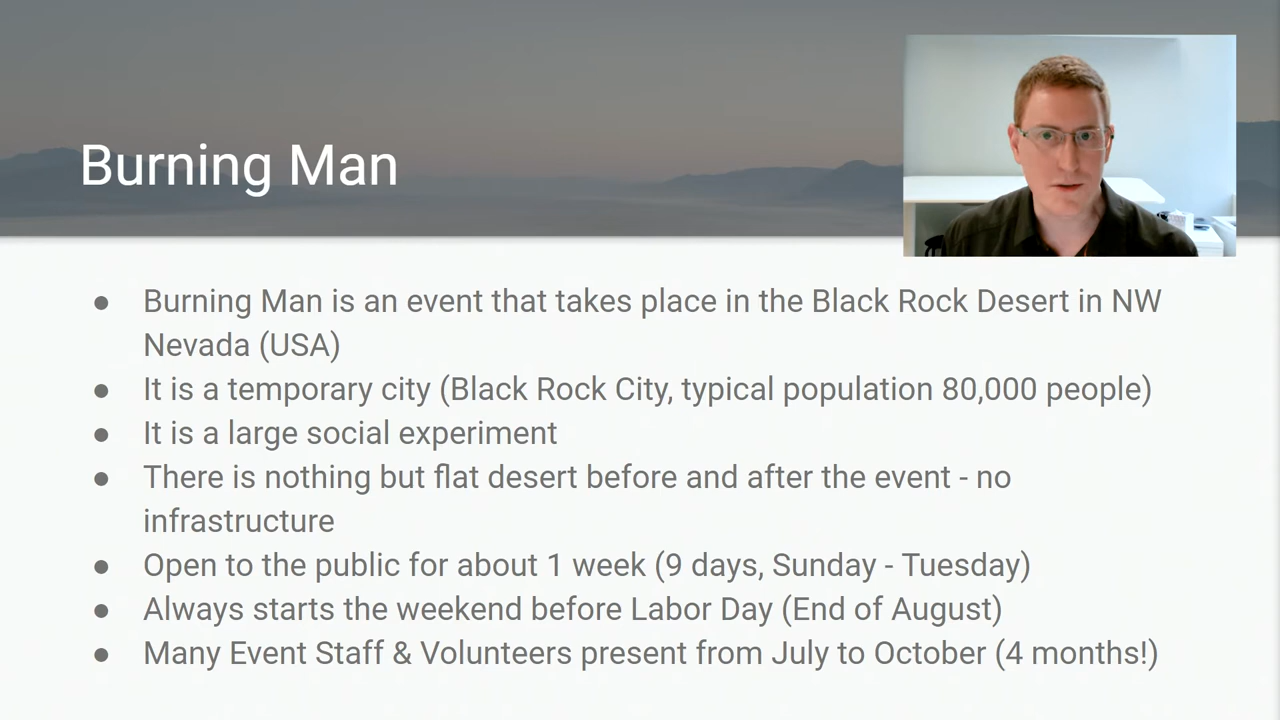 Burning Man
● Burning Man is an event that takes place in the Black Rock Desert in NW
Nevada (USA)
● It is a temporary city (Black Rock City, typical population 80,000 people)
● It is a large social experiment
● There is nothing but flat desert before and after the event - no
infrastructure
● Open to the public for about 1 week (9 days, Sunday - Tuesday)
● Always starts the weekend before Labor Day (End of August)
● Many Event Staff & Volunteers present from July to October (4 months!)